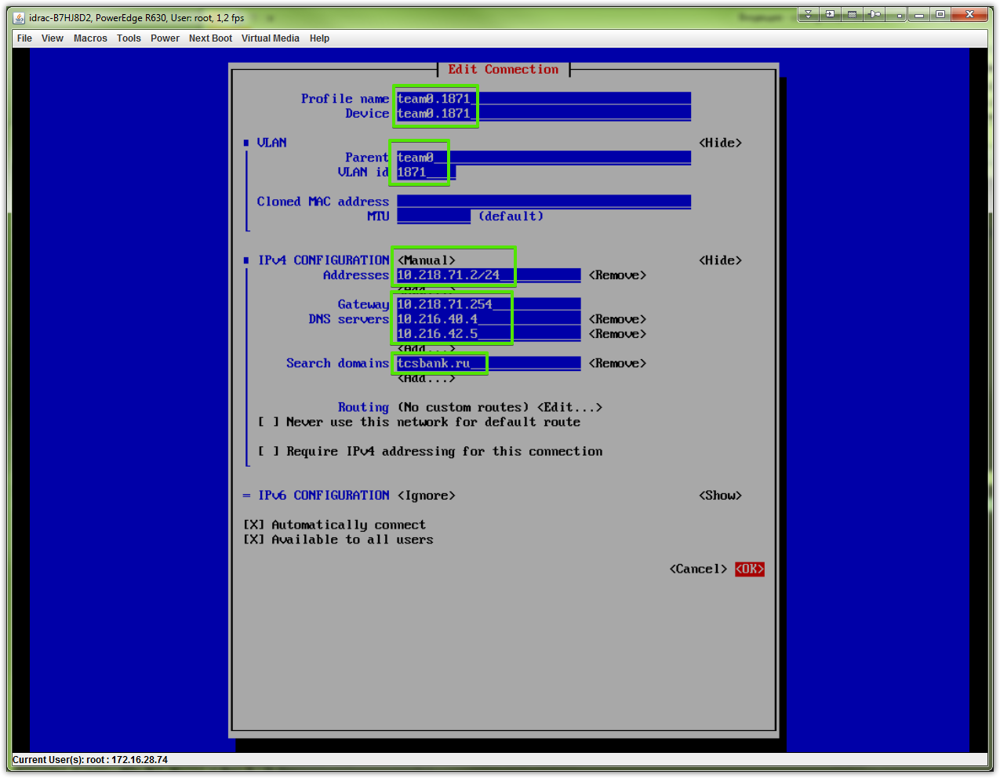 idrac-B7HJ8D2, PowerEdge R630, User: root, 1,2 fps
File View Macros Tools Power Next Boot Virtual Media Help
Edit Connection
Profile name team0.1871
Device team0.1871
VLAN <Hide>
Parent team0
VLAN id 1871
Cloned MAC address
MTU (default)
IPv4 CONFIGURATION <Manual> <Hide>
Addresses 10.218.71.2/24 <Remove>
<Add...>
Gateway 10.218.71.254
DNS servers 10.216.40.4 <Remove>
10.216.42.5 <Remove>
<Add...>
Search domains tcsbank.ru <Remove>
<Add...>
Routing (No custom routes) <Edit...>
[ ] Never use this network for default route
[ ] Require IPv4 addressing for this connection
= IPv6 CONFIGURATION <Ignore> <Show>
[X] Automatically connect
[X] Available to all users
<Cancel> <OK>
Current User(s): root : 172.16.28.74